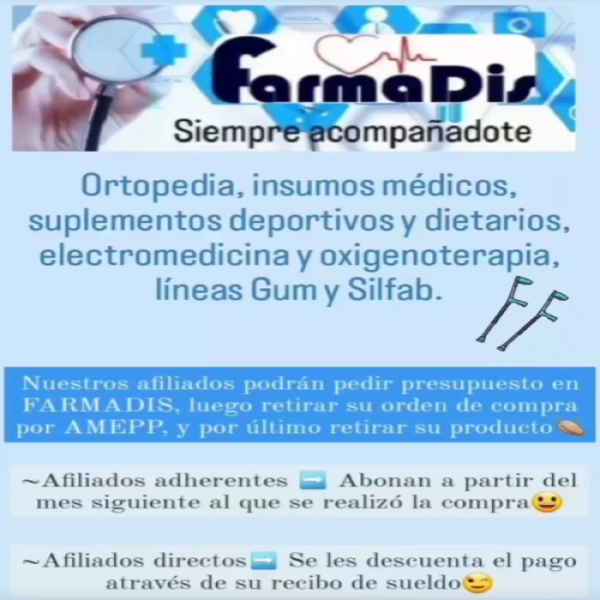 FarmaDis
Siempre acompañadote
Ortopedia, insumos médicos,
suplementos deportivos y dietarios,
electromedicina y oxigenoterapia,
líneas Gum y Silfab.
Nuestros afiliados podrán pedir presupuesto en
FARMADIS, luego retirar su orden de compra
por AMEPP, y por último retirar su producto
~Afiliados adherentes ➡️ Abonan a partir del
mes siguiente al que se realizó la compra😃
~Afiliados directos➡️ Se les descuenta el pago
através de su recibo de sueldo😉